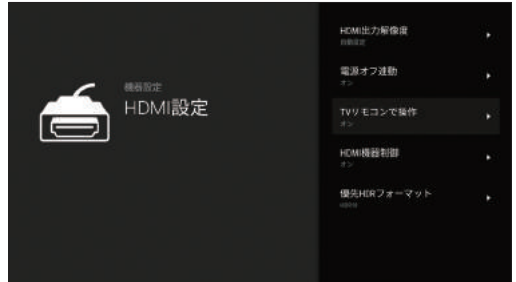 機器設定
HDMI設定
HDMI出力解像度
自動設定
電源オフ連動
オン
TVリモコンで操作
オン
HDMI機器制御
オン
優先HDRフォーマット